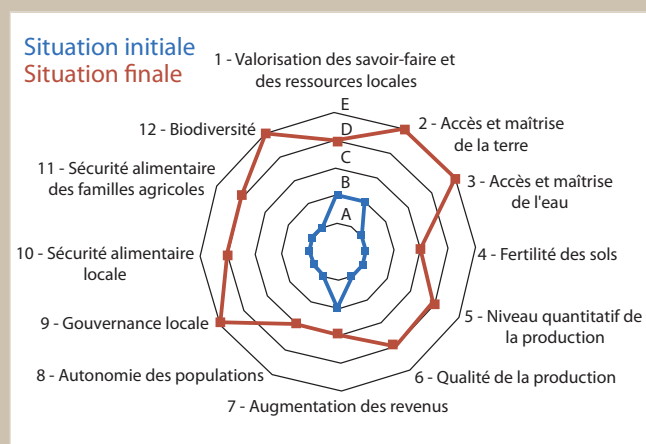 Situation initiale
Situation finale
1 - Valorisation des savoir-faire et
des ressources locales
E
D
C
B
A
2 - Accès et maîtrise
de la terre
3 - Accès et maîtrise
de l'eau
4 - Fertilité des sols
5 - Niveau quantitatif de
la production
6 - Qualité de la production
7 - Augmentation des revenus
8 - Autonomie des populations
9 - Gouvernance locale
10 - Sécurité alimentaire
locale
11 - Sécurité alimentaire
des familles agricoles
12 - Biodiversité